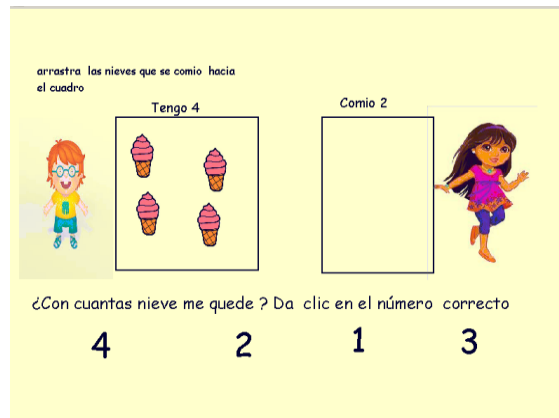 arrastra las nieves que se comio hacia
el cuadro
Tengo 4
Comio 2
¿Con cuantas nieve me quede ? Da clic en el número correcto
4 2 1 3